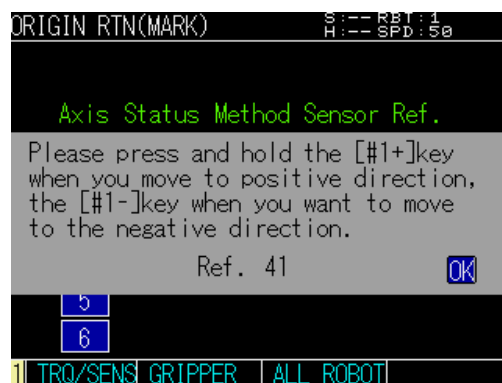 ORIGIN RTN(MARK) S:-- RBT:1
H:-- SPD:50
Axis Status Method Sensor Ref.
Please press and hold the [#1+]key
when you move to positive direction,
the [#1-]key when you want to move
to the negative direction.
Ref. 41 OK
5
6
1 TRQ/SENS GRIPPER ALL ROBOT